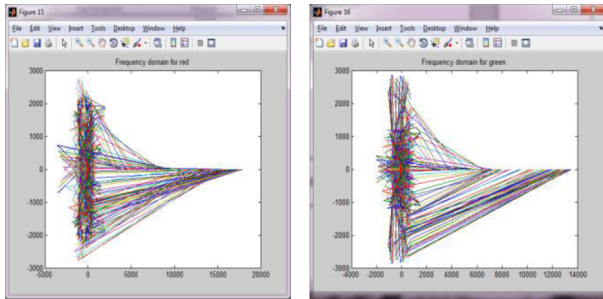 Figure 15
File Edit View Insert Tools Desktop Window Help
Frequency domain for red
3000
2000
1000
0
-1000
-2000
-3000
-5000 0 5000 10000 15000 20000
Figure 16
File Edit View Insert Tools Desktop Window Help
Frequency domain for green
3000
2000
1000
0
-1000
-2000
-3000
-4000 -2000 0 2000 4000 6000 8000 10000 12000 14000